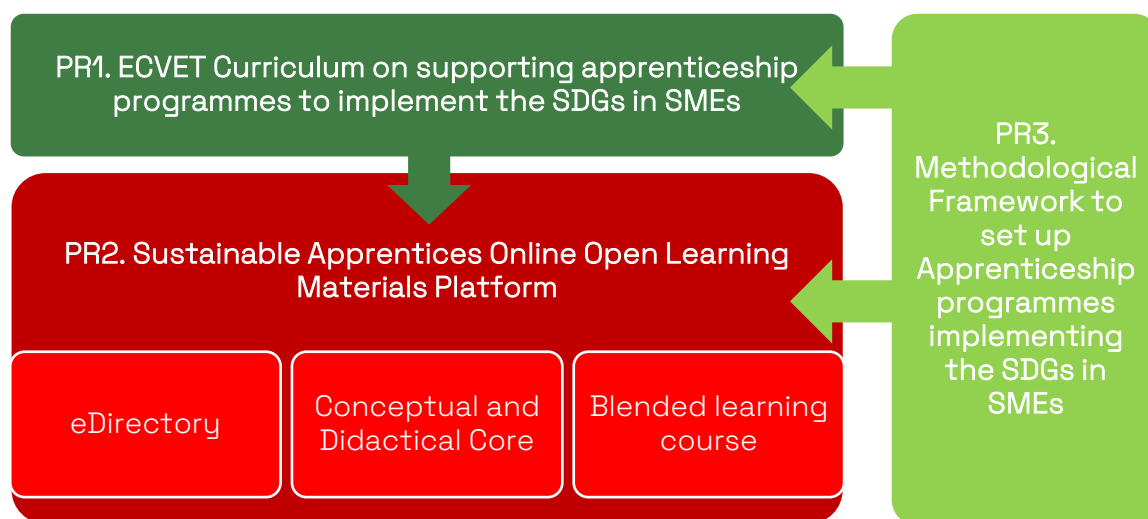 PR1. ECVET Curriculum on supporting apprenticeship
programmes to implement the SDGs in SMEs
PR2. Sustainable Apprentices Online Open Learning
Materials Platform
eDirectory
Conceptual and
Didactical Core
Blended learning
course
PR3.
Methodological
Framework to
set up
Apprenticeship
programmes
implementing
the SDGs in
SMEs